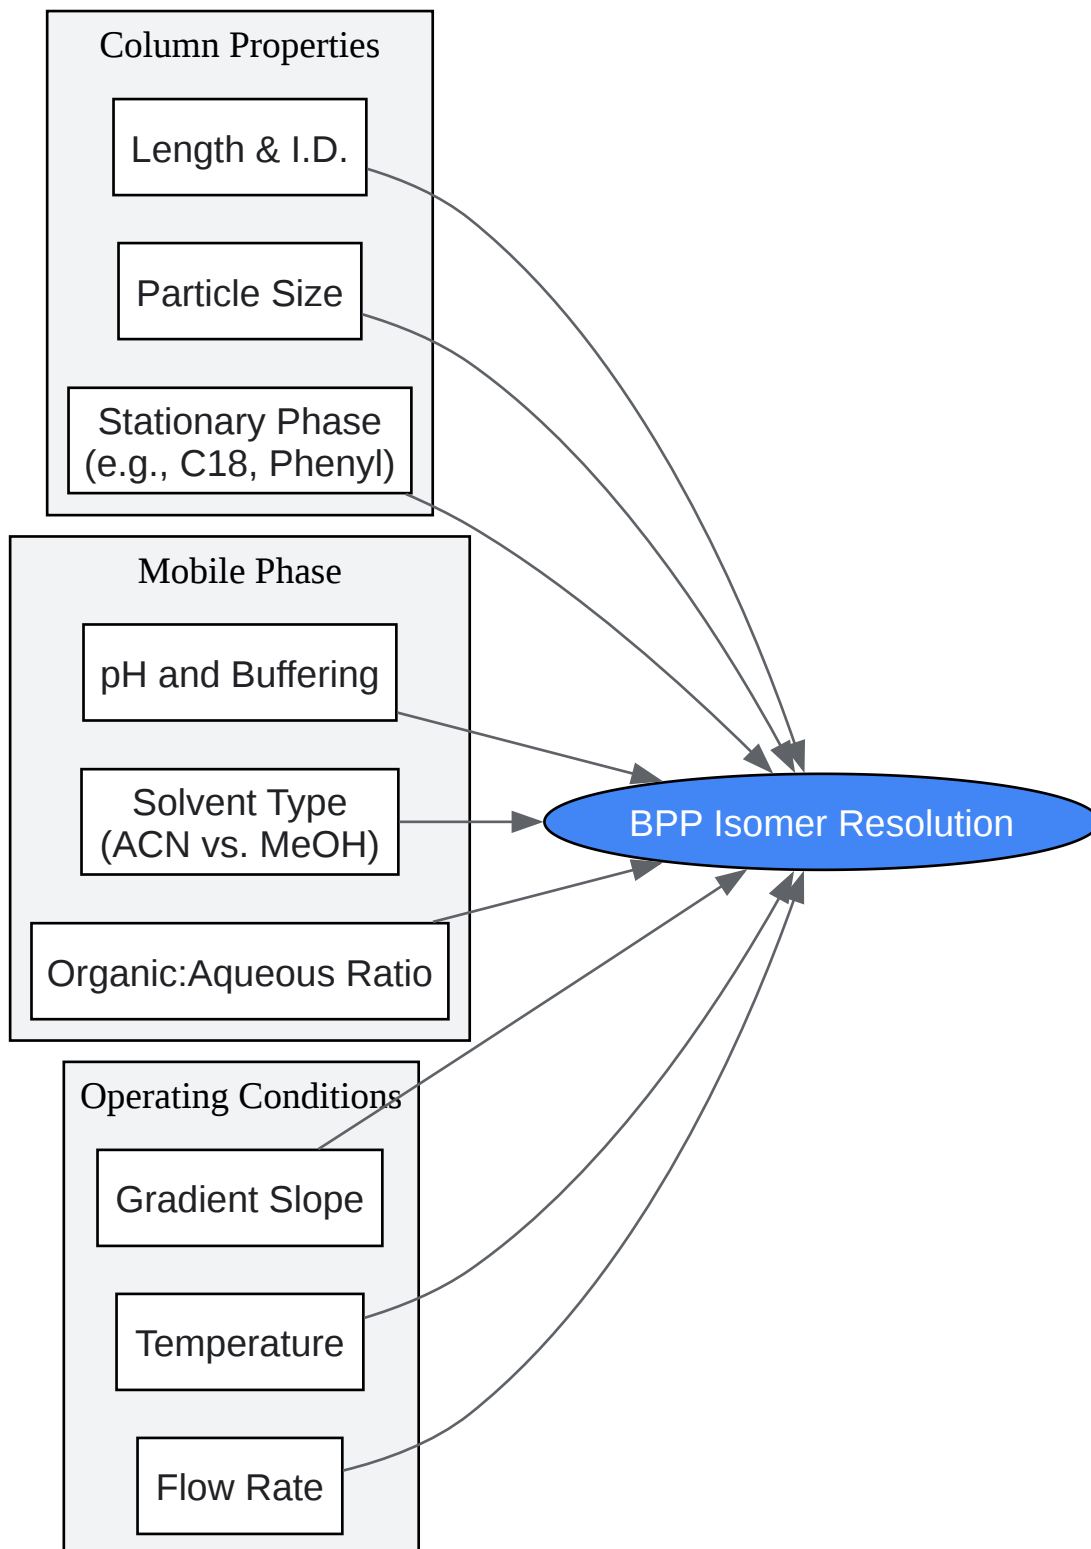 Column Properties
Length & I.D.
Particle Size
Stationary Phase
(e.g., C18, Phenyl)
Mobile Phase
pH and Buffering
Solvent Type
(ACN vs. MeOH)
Organic:Aqueous Ratio
BPP Isomer Resolution
Operating Conditions
Gradient Slope
Temperature
Flow Rate